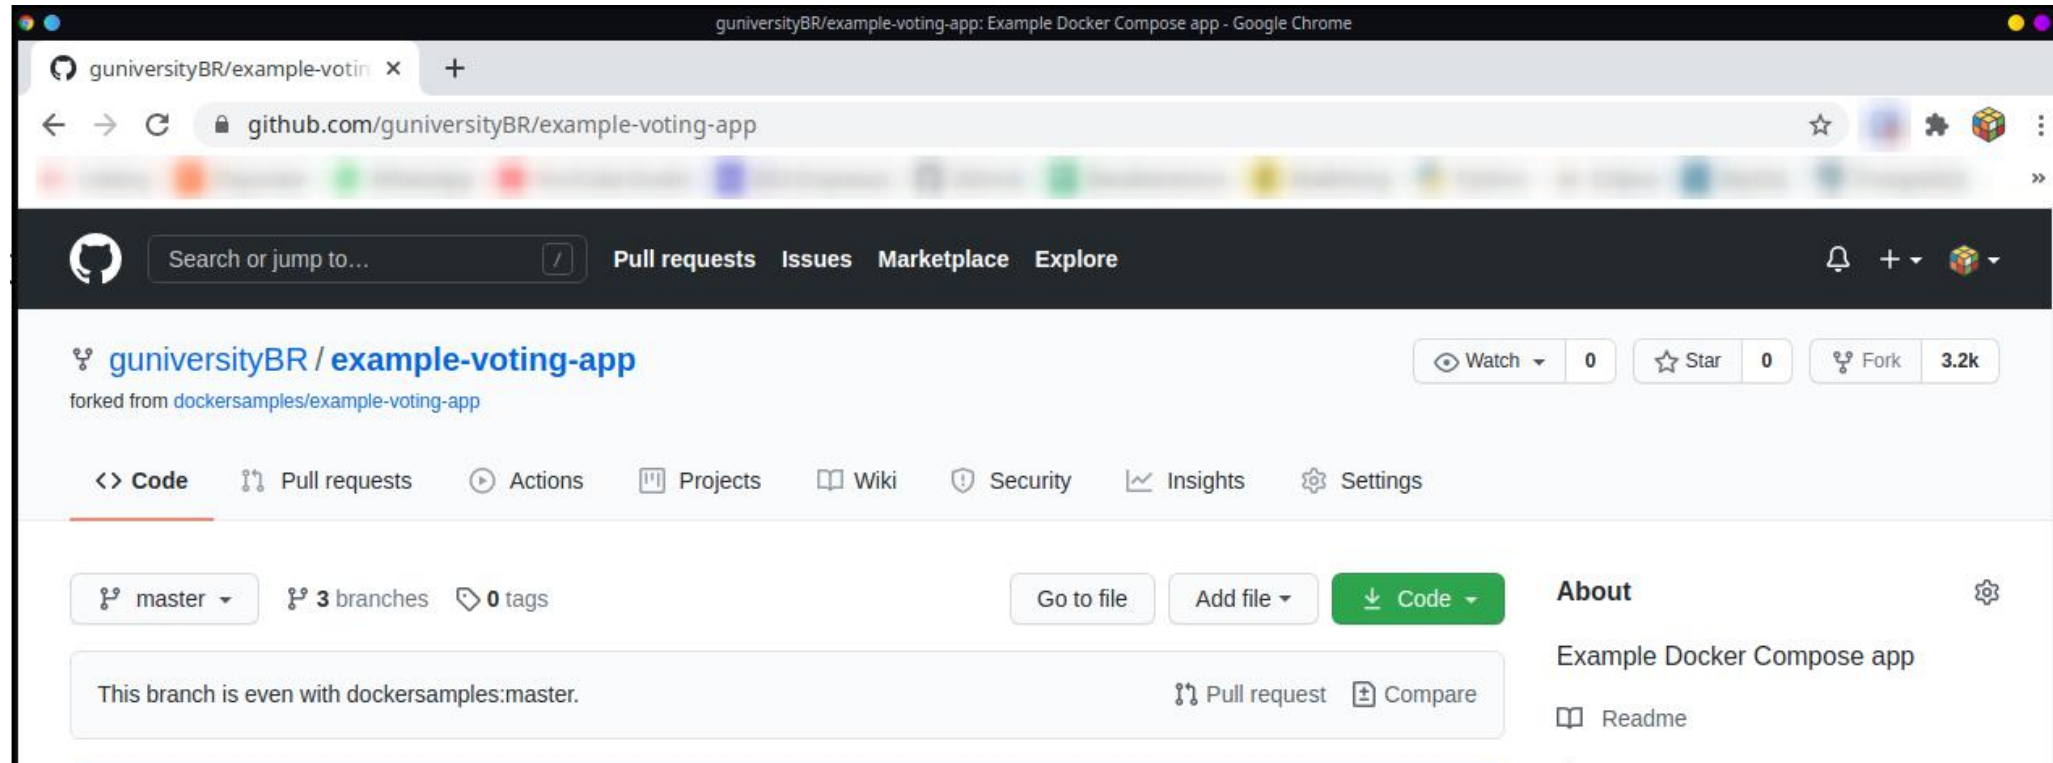 guniversityBR/example-voting-app: Example Docker Compose app - Google Chrome
guniversityBR/example-votin
github.com/guniversityBR/example-voting-app
Search or jump to… / Pull requests Issues Marketplace Explore
guniversityBR / example-voting-app Watch 0 Star 0 Fork 3.2k
forked from dockersamples/example-voting-app
<> Code Pull requests Actions Projects Wiki Security Insights Settings
master 3 branches 0 tags Go to file Add file Code About
Example Docker Compose app
This branch is even with dockersamples:master. Pull request Compare
Readme